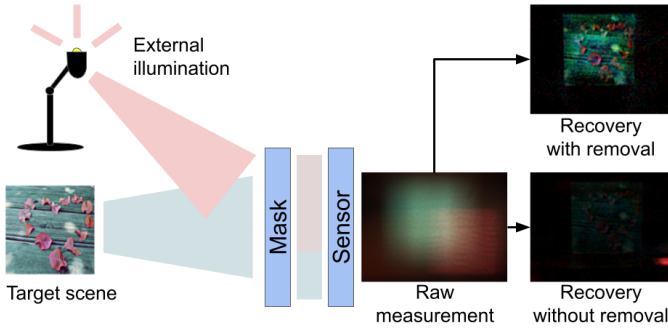 External
illumination
Target scene
Mask
Sensor
Raw
measurement
Recovery
with removal
Recovery
without removal